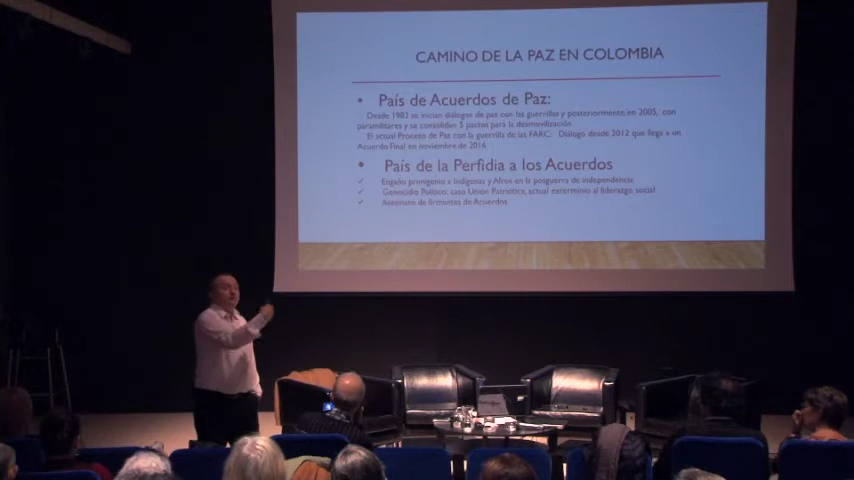 CAMINO DE LA PAZ EN COLOMBIA
• País de Acuerdos de Paz:
Desde 1982 se inician diálogos de paz con las guerrillas y posteriormente, en 2005, con
paramilitares y se consolidan 5 pactos para la desmovilización
El actual Proceso de Paz con la guerrilla de las FARC: Diálogo desde 2012 que llega a un
Acuerdo Final en noviembre de 2016
• País de la Perfidia a los Acuerdos
✓ Engaño primigenio a Indígenas y Afros en la posguerra de independencia
✓ Genocidio Político, caso Unión Patriótica, actual exterminio al liderazgo social
✓ Asesinato de firmantes de Acuerdos